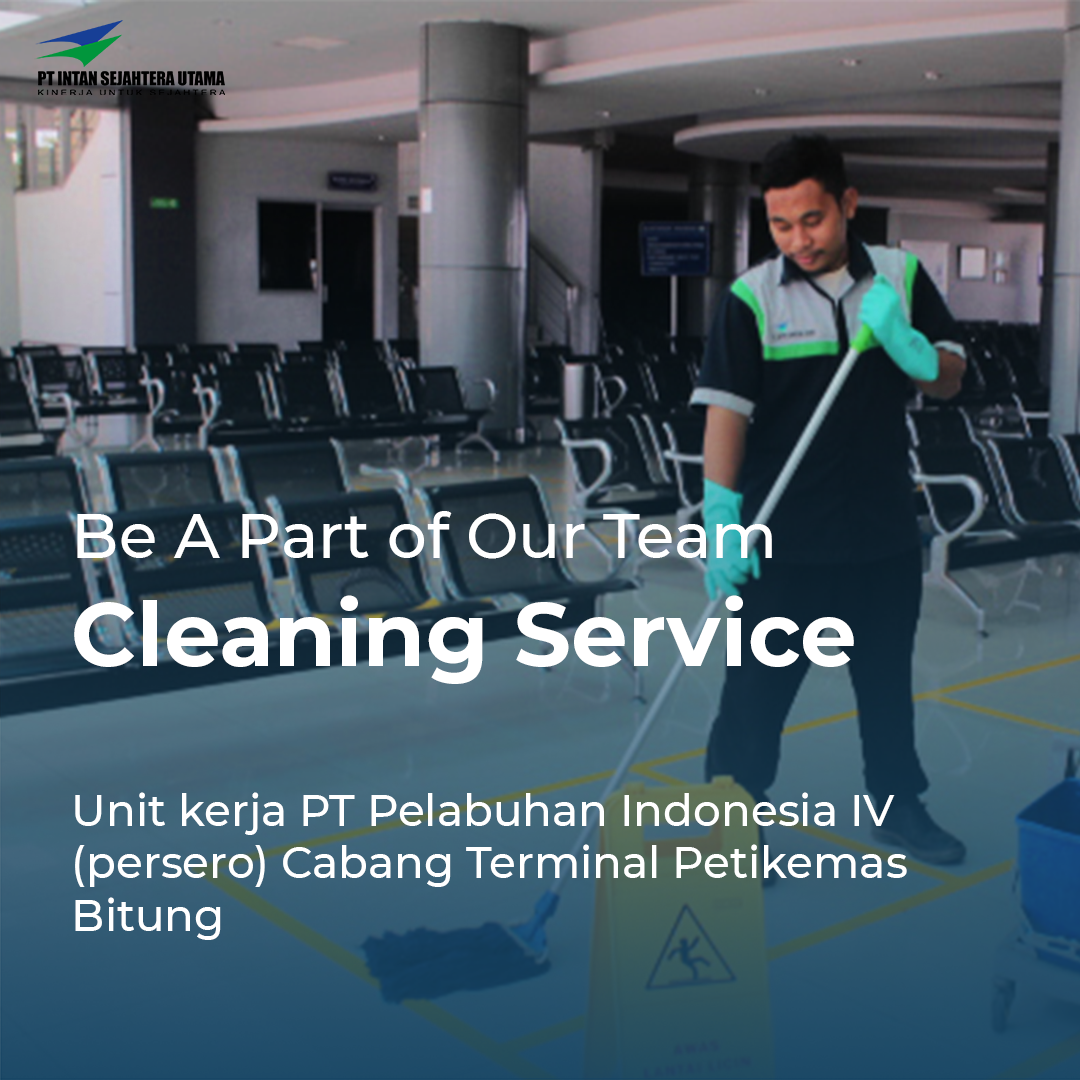 PT INTAN SEJAHTERA UTAMA
KINERJA UNTUK SEJAHTERA
Be A Part of Our Team
Cleaning Service
Unit kerja PT Pelabuhan Indonesia IV
(persero) Cabang Terminal Petikemas
Bitung
AWAS